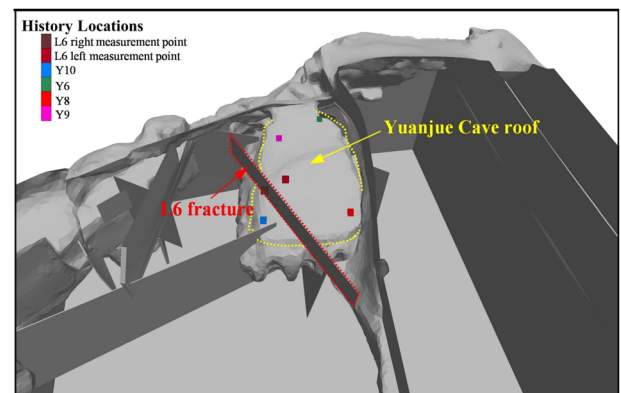 History Locations
L6 right measurement point
L6 left measurement point
Y10
Y6
Y8
Y9
Yuanjue Cave roof
L6 fracture